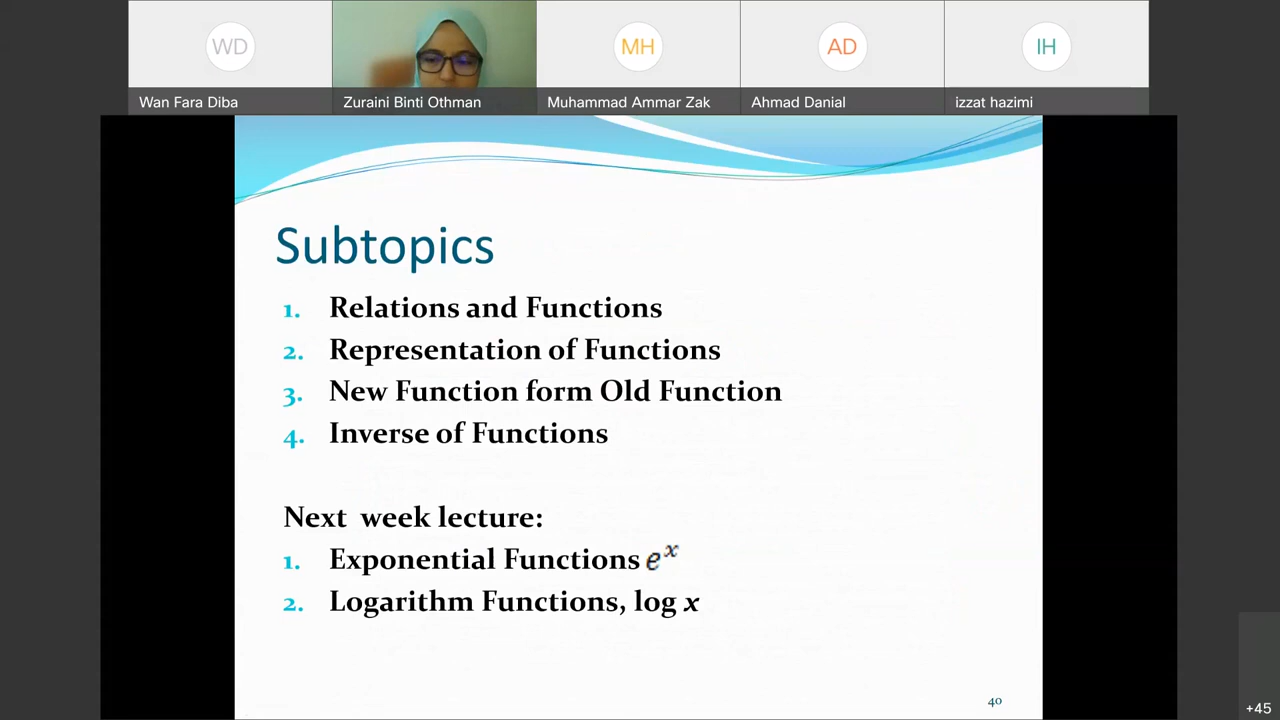 WD
MH
AD
IH
Wan Fara Diba
Zuraini Binti Othman
Muhammad Ammar Zak
Ahmad Danial
izzat hazimi
Subtopics
1. Relations and Functions
2. Representation of Functions
3. New Function form Old Function
4. Inverse of Functions
Next week lecture:
1. Exponential Functions e^x
2. Logarithm Functions, log x
40
+45